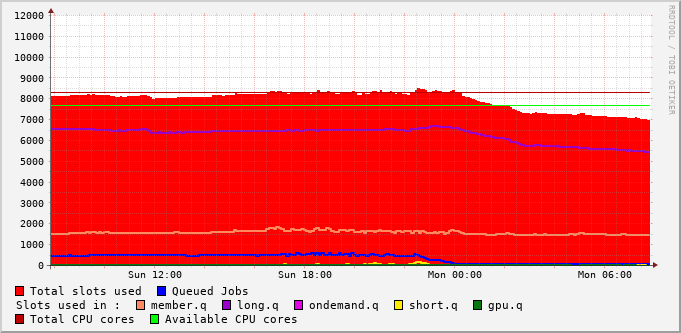 12000
11000
10000
9000
8000
7000
6000
5000
4000
3000
2000
1000
0
Sun 12:00 Sun 18:00 Mon 00:00 Mon 06:00
Total slots used Queued Jobs
Slots used in : member.q long.q ondemand.q short.q gpu.q
Total CPU cores Available CPU cores
RRDTOOL / TOBI OETIKER